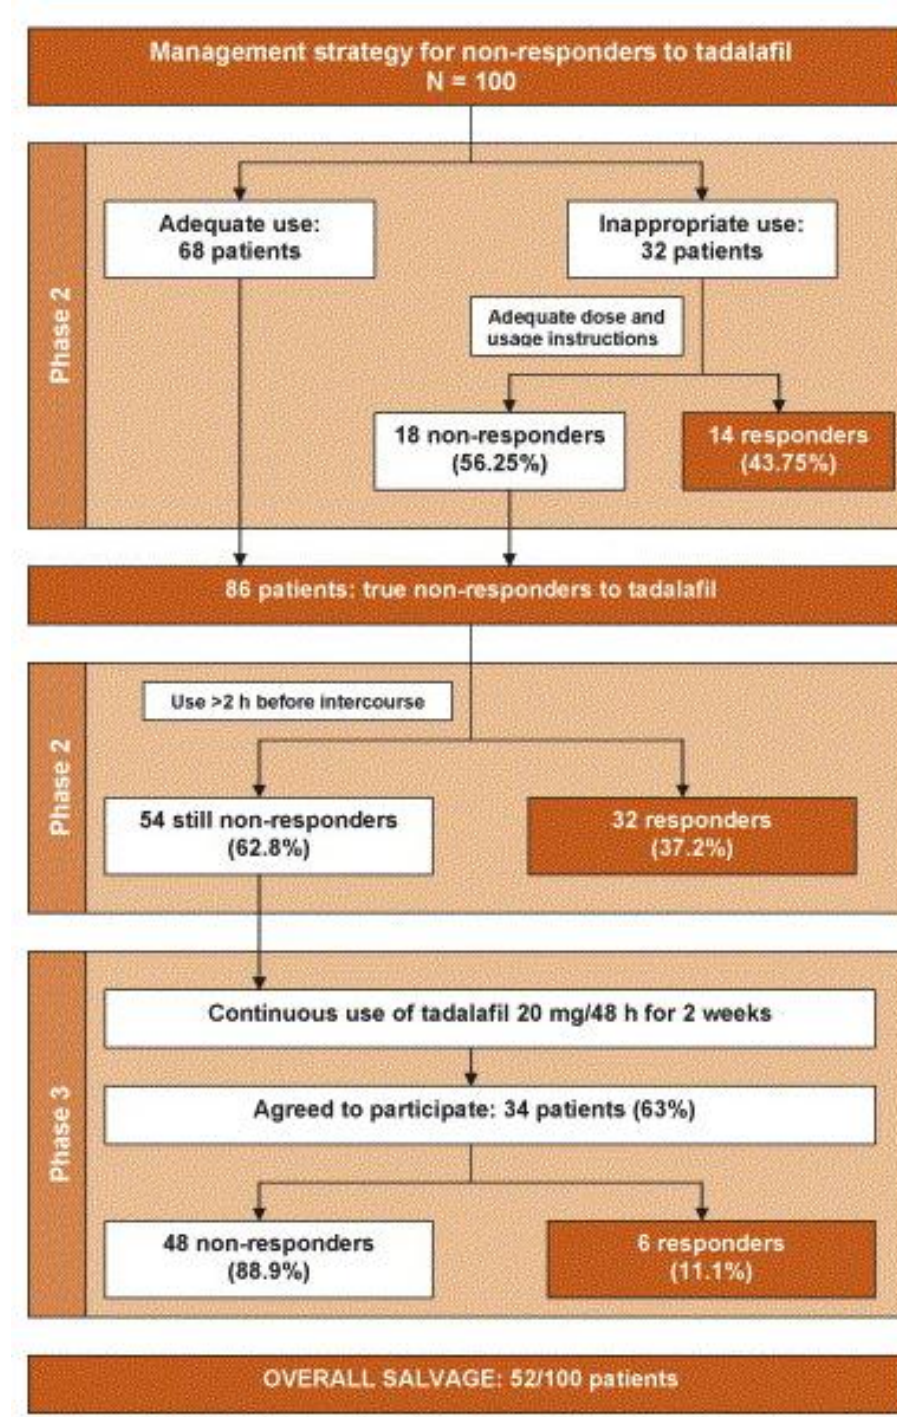 Management strategy for non-responders to tadalafil
N = 100
Phase 2
Adequate use:
68 patients
Inappropriate use:
32 patients
Adequate dose and
usage instructions
18 non-responders
(56.25%)
14 responders
(43.75%)
86 patients: true non-responders to tadalafil
Phase 2
Use >2 h before intercourse
54 still non-responders
(62.8%)
32 responders
(37.2%)
Phase 3
Continuous use of tadalafil 20 mg/48 h for 2 weeks
Agreed to participate: 34 patients (63%)
48 non-responders
(88.9%)
6 responders
(11.1%)
OVERALL SALVAGE: 52/100 patients